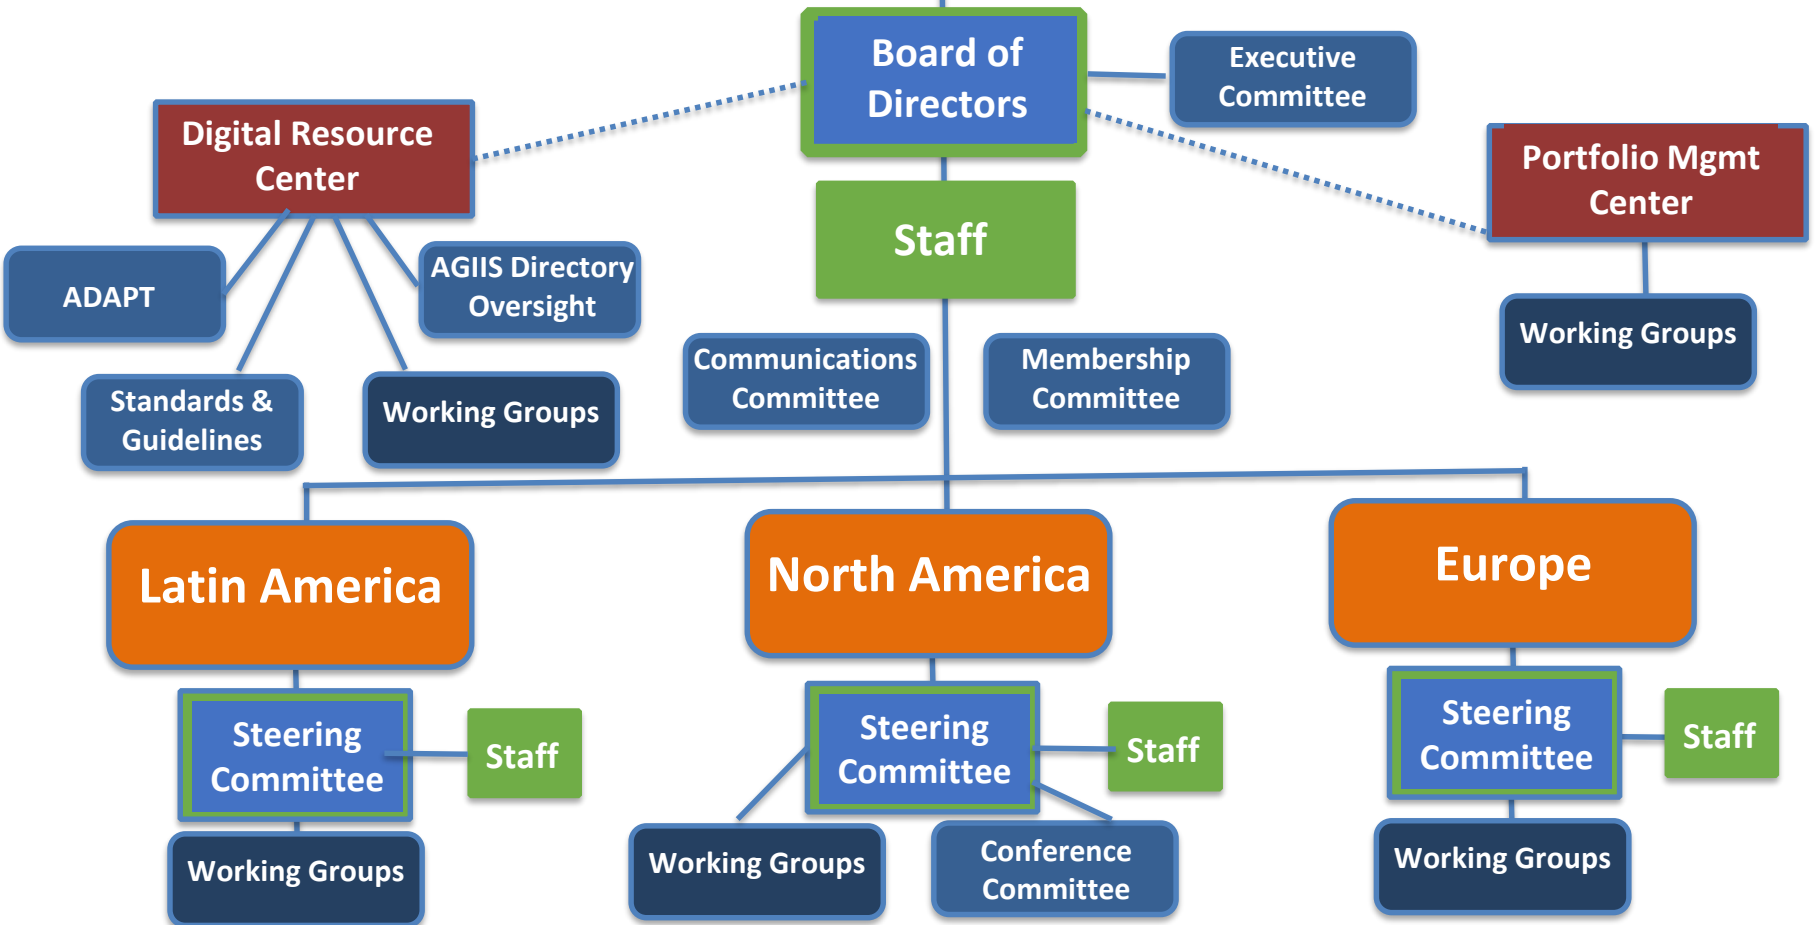 Board of
Directors
Executive
Committee
Digital Resource
Center
Portfolio Mgmt
Center
Staff
ADAPT
AGIIS Directory
Oversight
Working Groups
Communications
Committee
Membership
Committee
Standards &
Guidelines
Working Groups
Latin America
North America
Europe
Steering
Committee
Staff
Steering
Committee
Staff
Steering
Committee
Staff
Working Groups
Working Groups
Conference
Committee
Working Groups